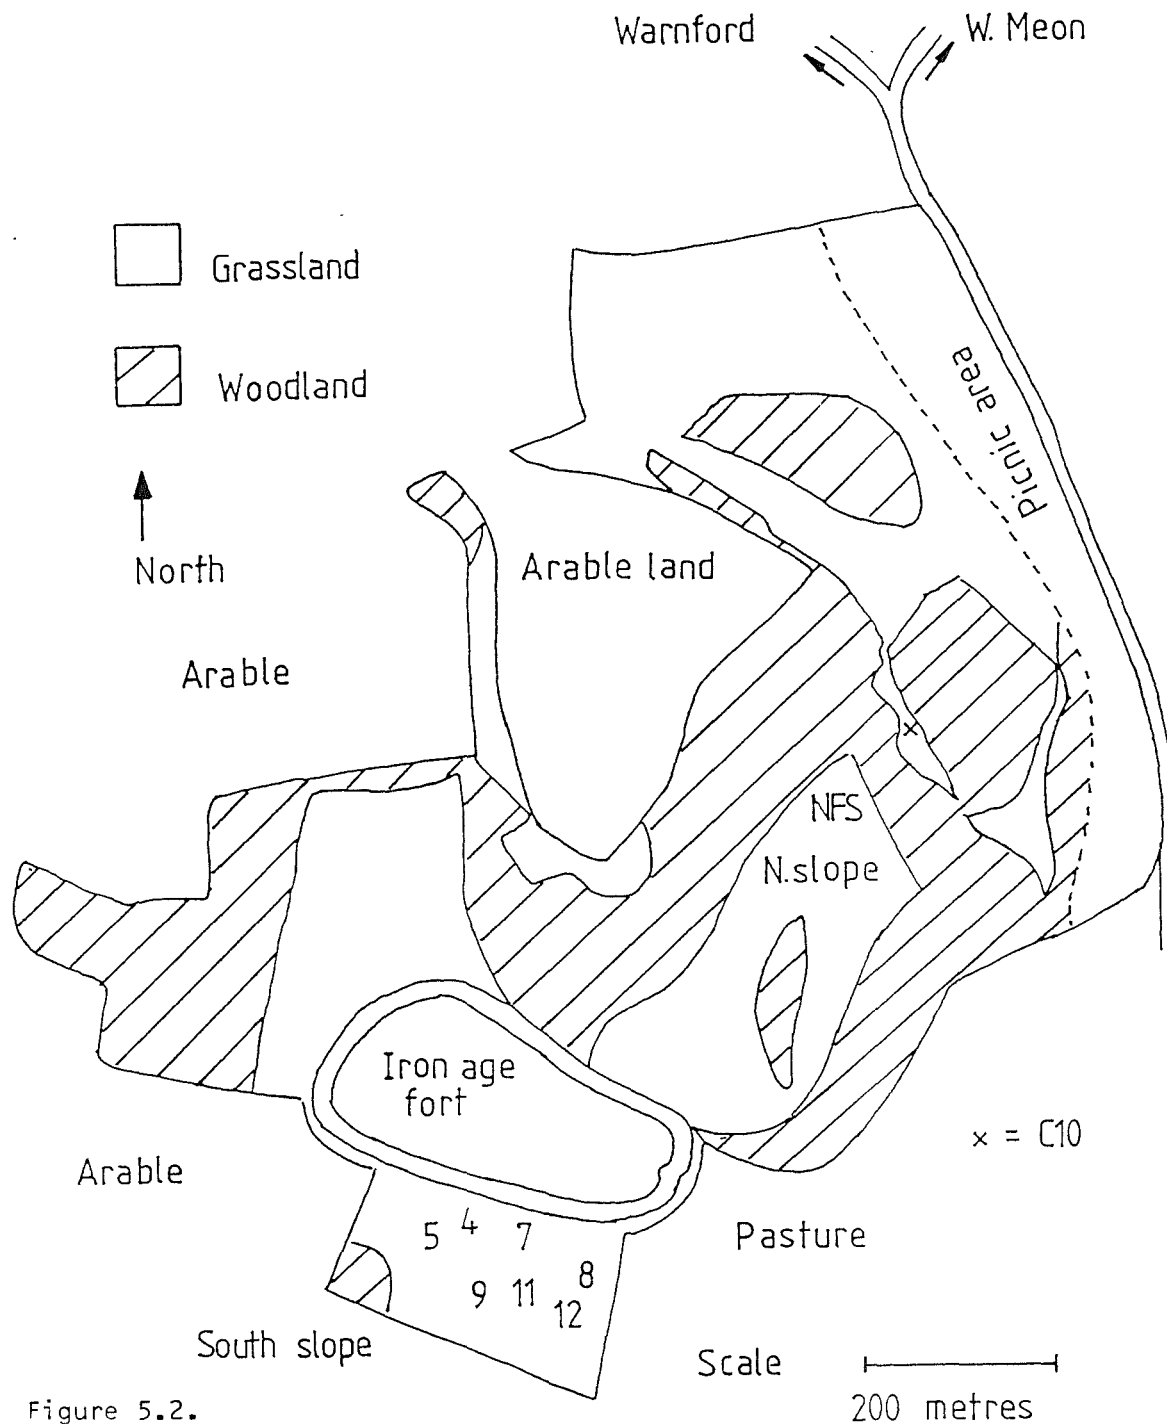 Warnford
W. Meon
Grassland
Woodland
North
Picnic area
Arable land
Arable
NFS
N.slope
Iron age
fort
× = C10
×
Arable
5 4 7
8
9 11 12
Pasture
South slope
Scale
200 metres
Figure 5.2.